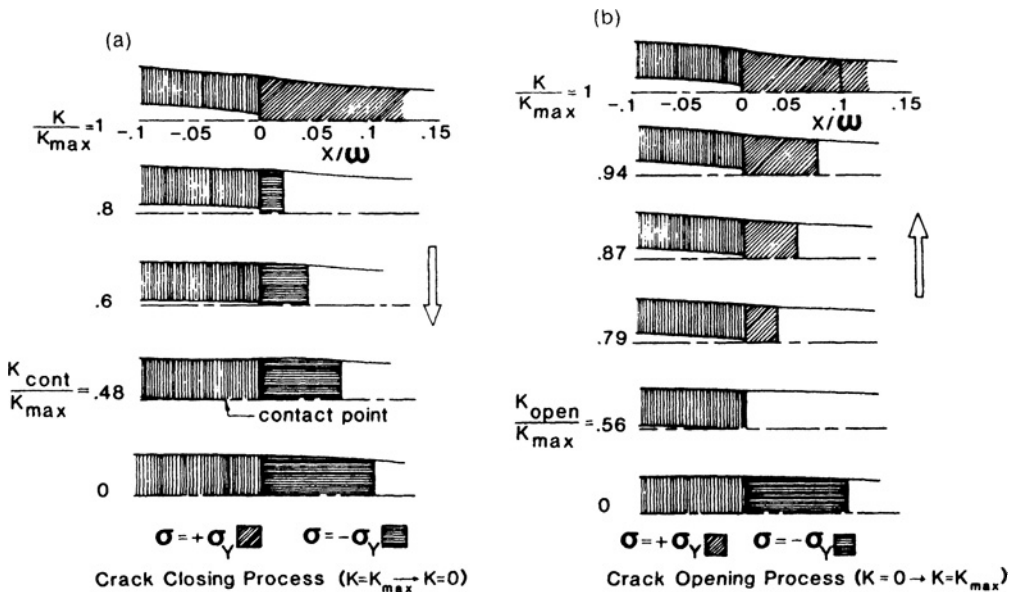 (a)
K/Kmax = 1
-.1 -.05 0 .05 .1 .15
X/ω
.8
.6
Kcont/Kmax = .48
contact point
0
σ=+σY σ=-σY
Crack Closing Process (K=Kmax→K=0)
(b)
K/Kmax = 1
-.1 -.05 0 .05 .1 .15
X/ω
.94
.87
.79
Kopen/Kmax = .56
0
σ=+σY σ=-σY
Crack Opening Process (K=0→K=Kmax)